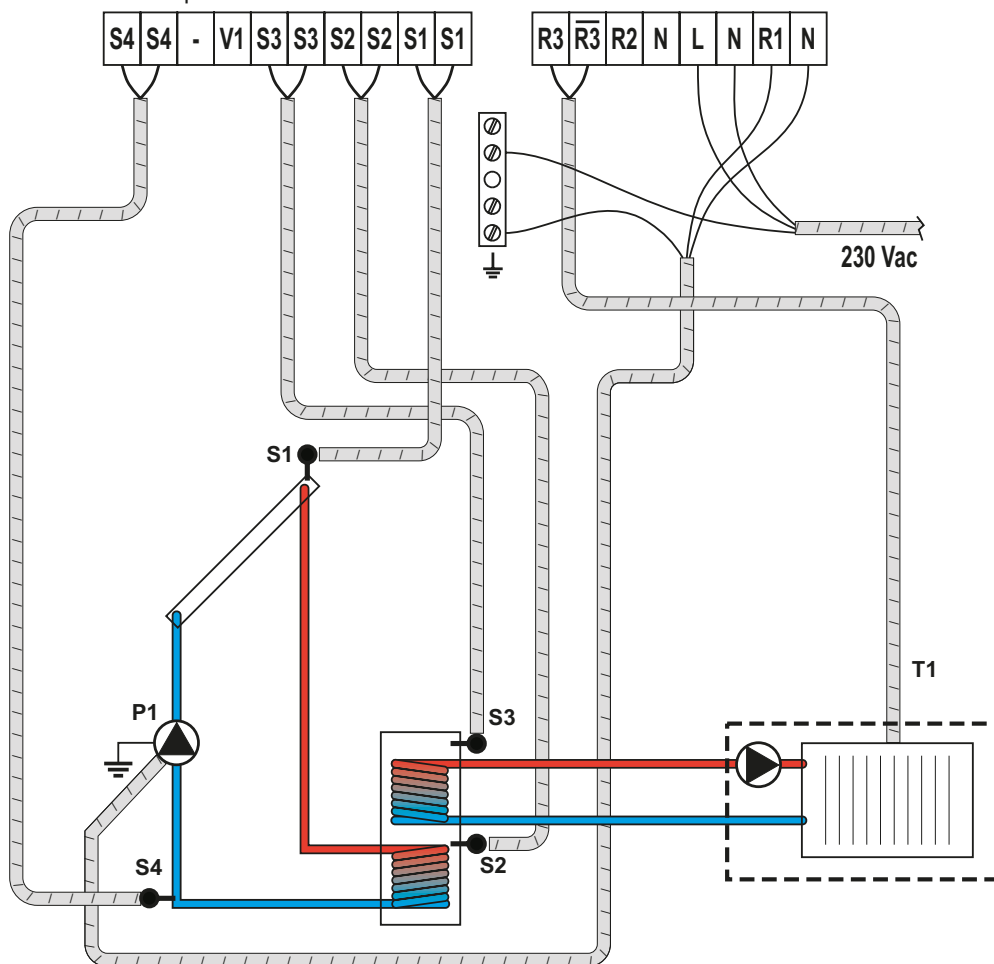 S4 S4 - V1 S3 S3 S2 S2 S1 S1
R3 R̅3̅ R2 N L N R1 N
230 Vac
S1
T1
P1
S3
S4
S2